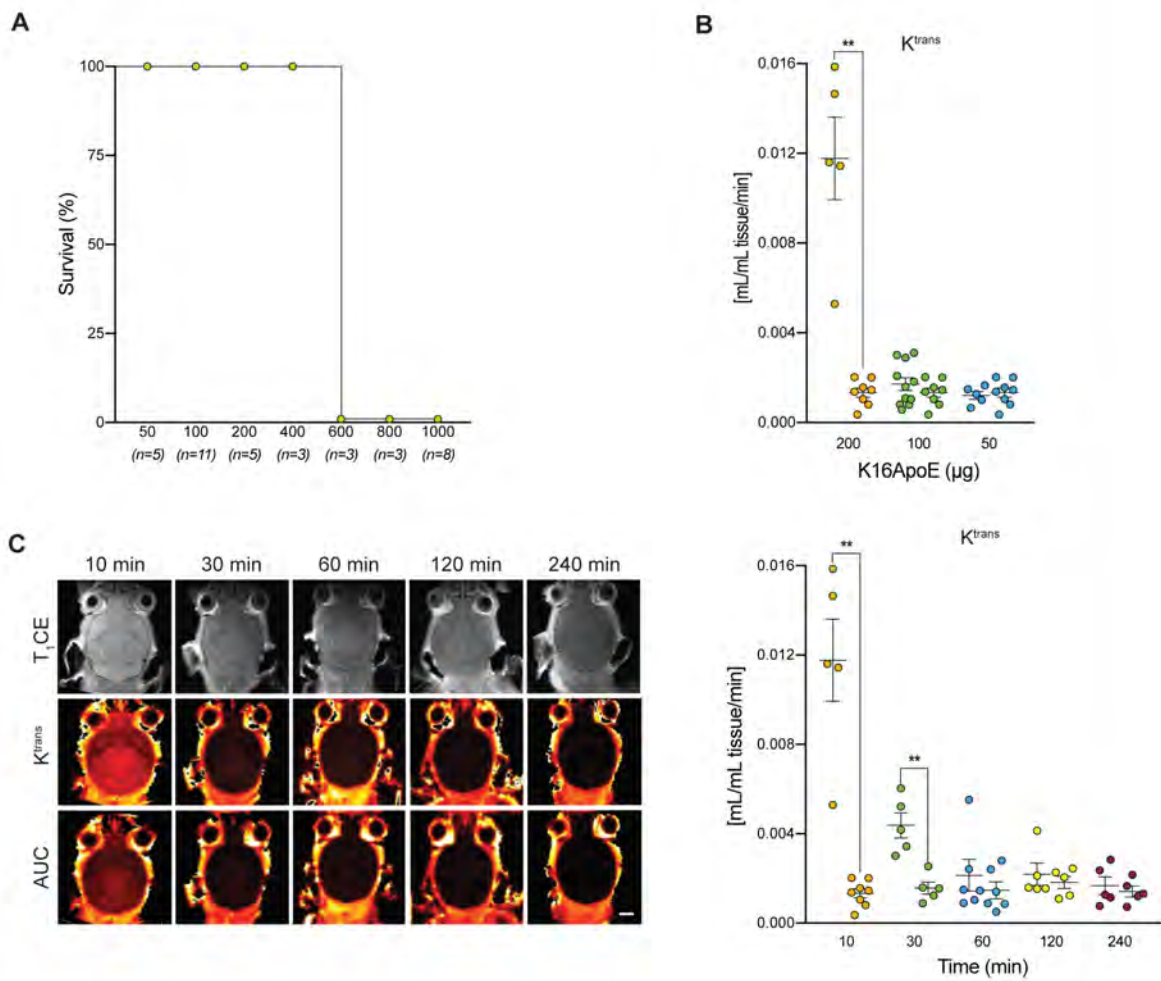 A
Survival (%)
100
75
50
25
0
50 100 200 400 600 800 1000
(n=5) (n=11) (n=5) (n=3) (n=3) (n=3) (n=8)
B
Ktrans
**
[mL/mL tissue/min]
0.016
0.012
0.008
0.004
0.000
200 100 50
K16ApoE (µg)
C
10 min 30 min 60 min 120 min 240 min
T1CE
Ktrans
AUC
Ktrans
**
**
[mL/mL tissue/min]
0.016
0.012
0.008
0.004
0.000
10 30 60 120 240
Time (min)